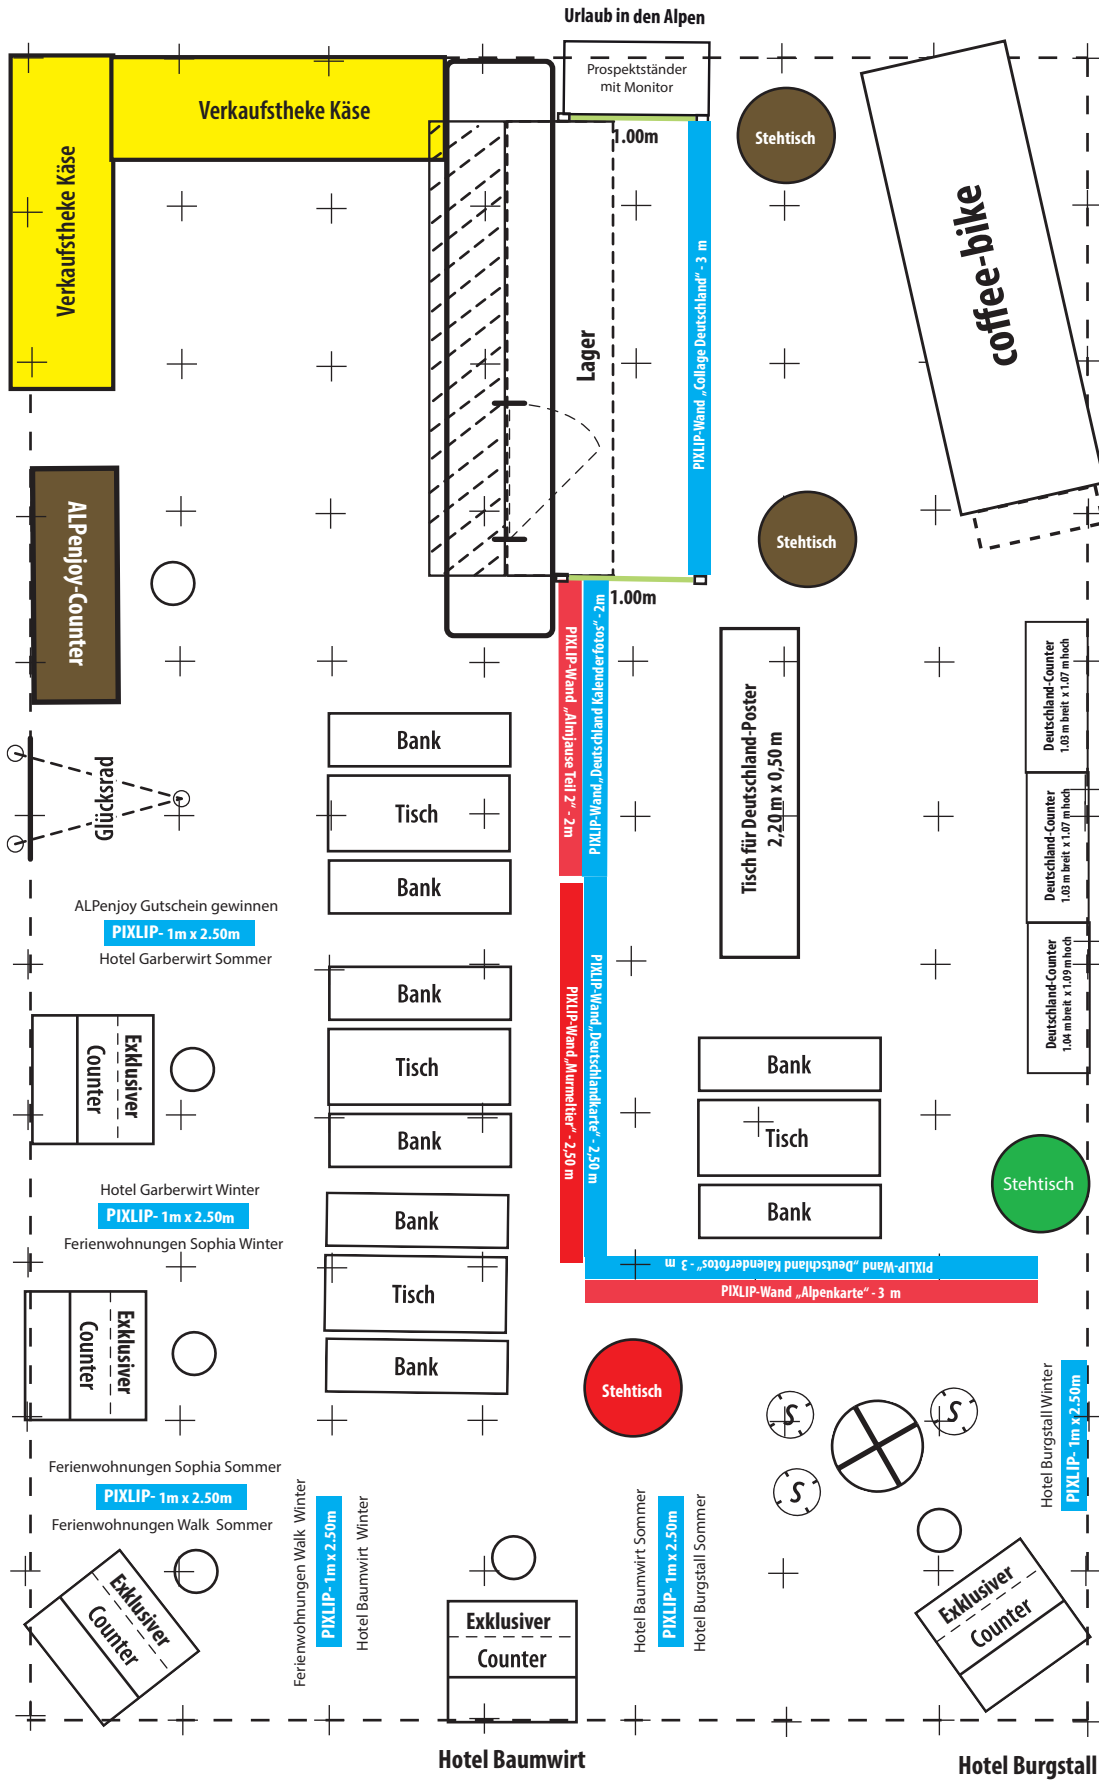 Urlaub in den Alpen
Prospektständer
mit Monitor
1.00m
Verkaufstheke Käse
Verkaufstheke Käse
Stehtisch
coffee-bike
PIXLIP-Wand „Collage Deutschland“ - 3 m
Lager
Stehtisch
ALPenjoy-Counter
1.00m
PIXLIP-Wand „Almjause Teil 2“ - 2m
PIXLIP-Wand„Deutschland Kalenderfotos“ - 2m
Tisch für Deutschland-Poster
2,20 m x 0,50 m
Deutschland-Counter
1.03 m breit x 1.07 m hoch
Deutschland-Counter
1.03 m breit x 1.07 m hoch
Deutschland-Counter
1.04 m breit x 1.09 m hoch
Glücksrad
Bank
Tisch
Bank
ALPenjoy Gutschein gewinnen
PIXLIP- 1m x 2.50m
Hotel Garberwirt Sommer
Bank
Tisch
Bank
PIXLIP-Wand„Murmeltier“ - 2,50 m
PIXLIP-Wand„Deutschlandkarte“ - 2,50 m
Exklusiver
Counter
Bank
Tisch
Bank
Stehtisch
Hotel Garberwirt Winter
PIXLIP- 1m x 2.50m
Ferienwohnungen Sophia Winter
Bank
Tisch
Bank
PIXLIP-Wand „Deutschland Kalenderfotos“ - 3 m
PIXLIP-Wand „Alpenkarte“ - 3 m
Exklusiver
Counter
Stehtisch
S
S
S
Hotel Burgstall Winter
PIXLIP- 1m x 2.50m
Ferienwohnungen Sophia Sommer
PIXLIP- 1m x 2.50m
Ferienwohnungen Walk Sommer
Ferienwohnungen Walk Winter
PIXLIP- 1m x 2.50m
Hotel Baumwirt Winter
Hotel Baumwirt Sommer
PIXLIP- 1m x 2.50m
Hotel Burgstall Sommer
Exklusiver
Counter
Exklusiver
Counter
Exklusiver
Counter
Hotel Baumwirt
Hotel Burgstall